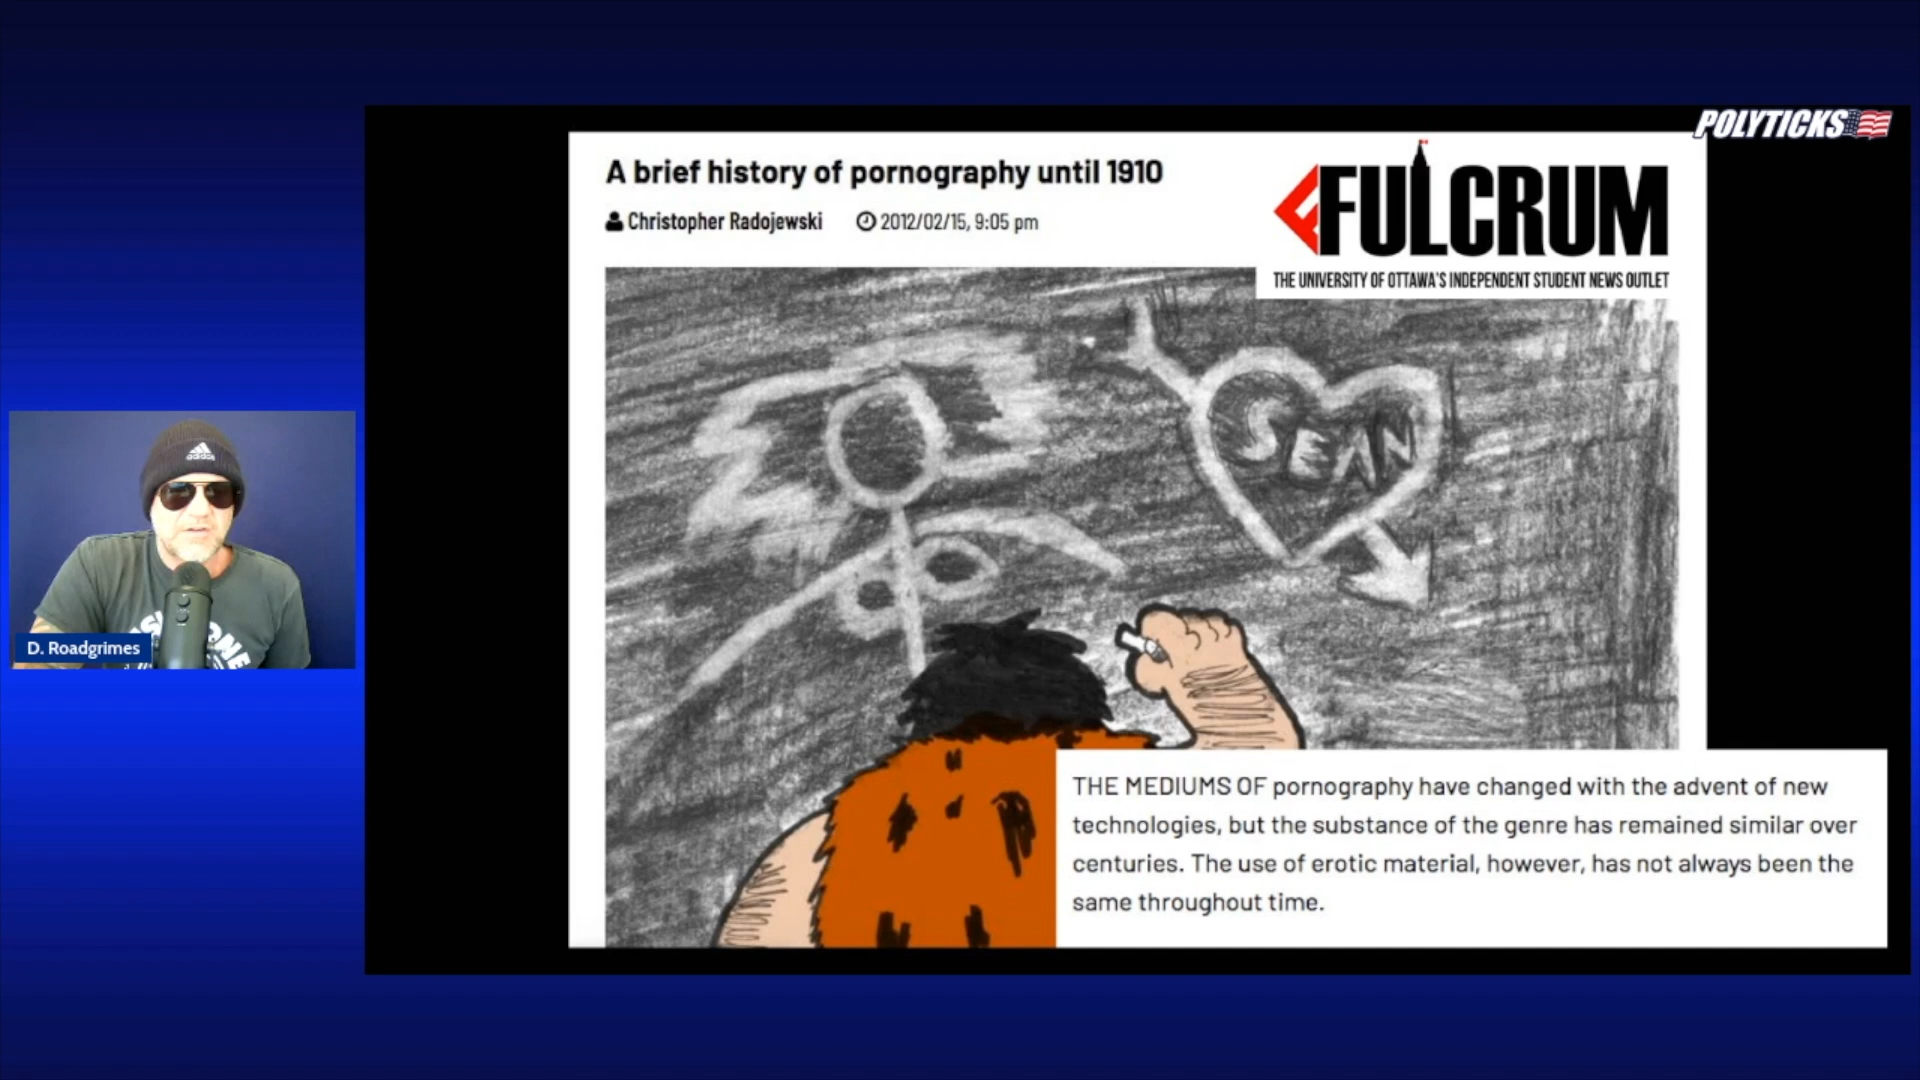 POLYTICKS
A brief history of pornography until 1910
Christopher Radojewski 2012/02/15, 9:05 pm
FULCRUM
THE UNIVERSITY OF OTTAWA'S INDEPENDENT STUDENT NEWS OUTLET
SEAN
adidas
D. Roadgrimes
THE MEDIUMS OF pornography have changed with the advent of new
technologies, but the substance of the genre has remained similar over
centuries. The use of erotic material, however, has not always been the
same throughout time.